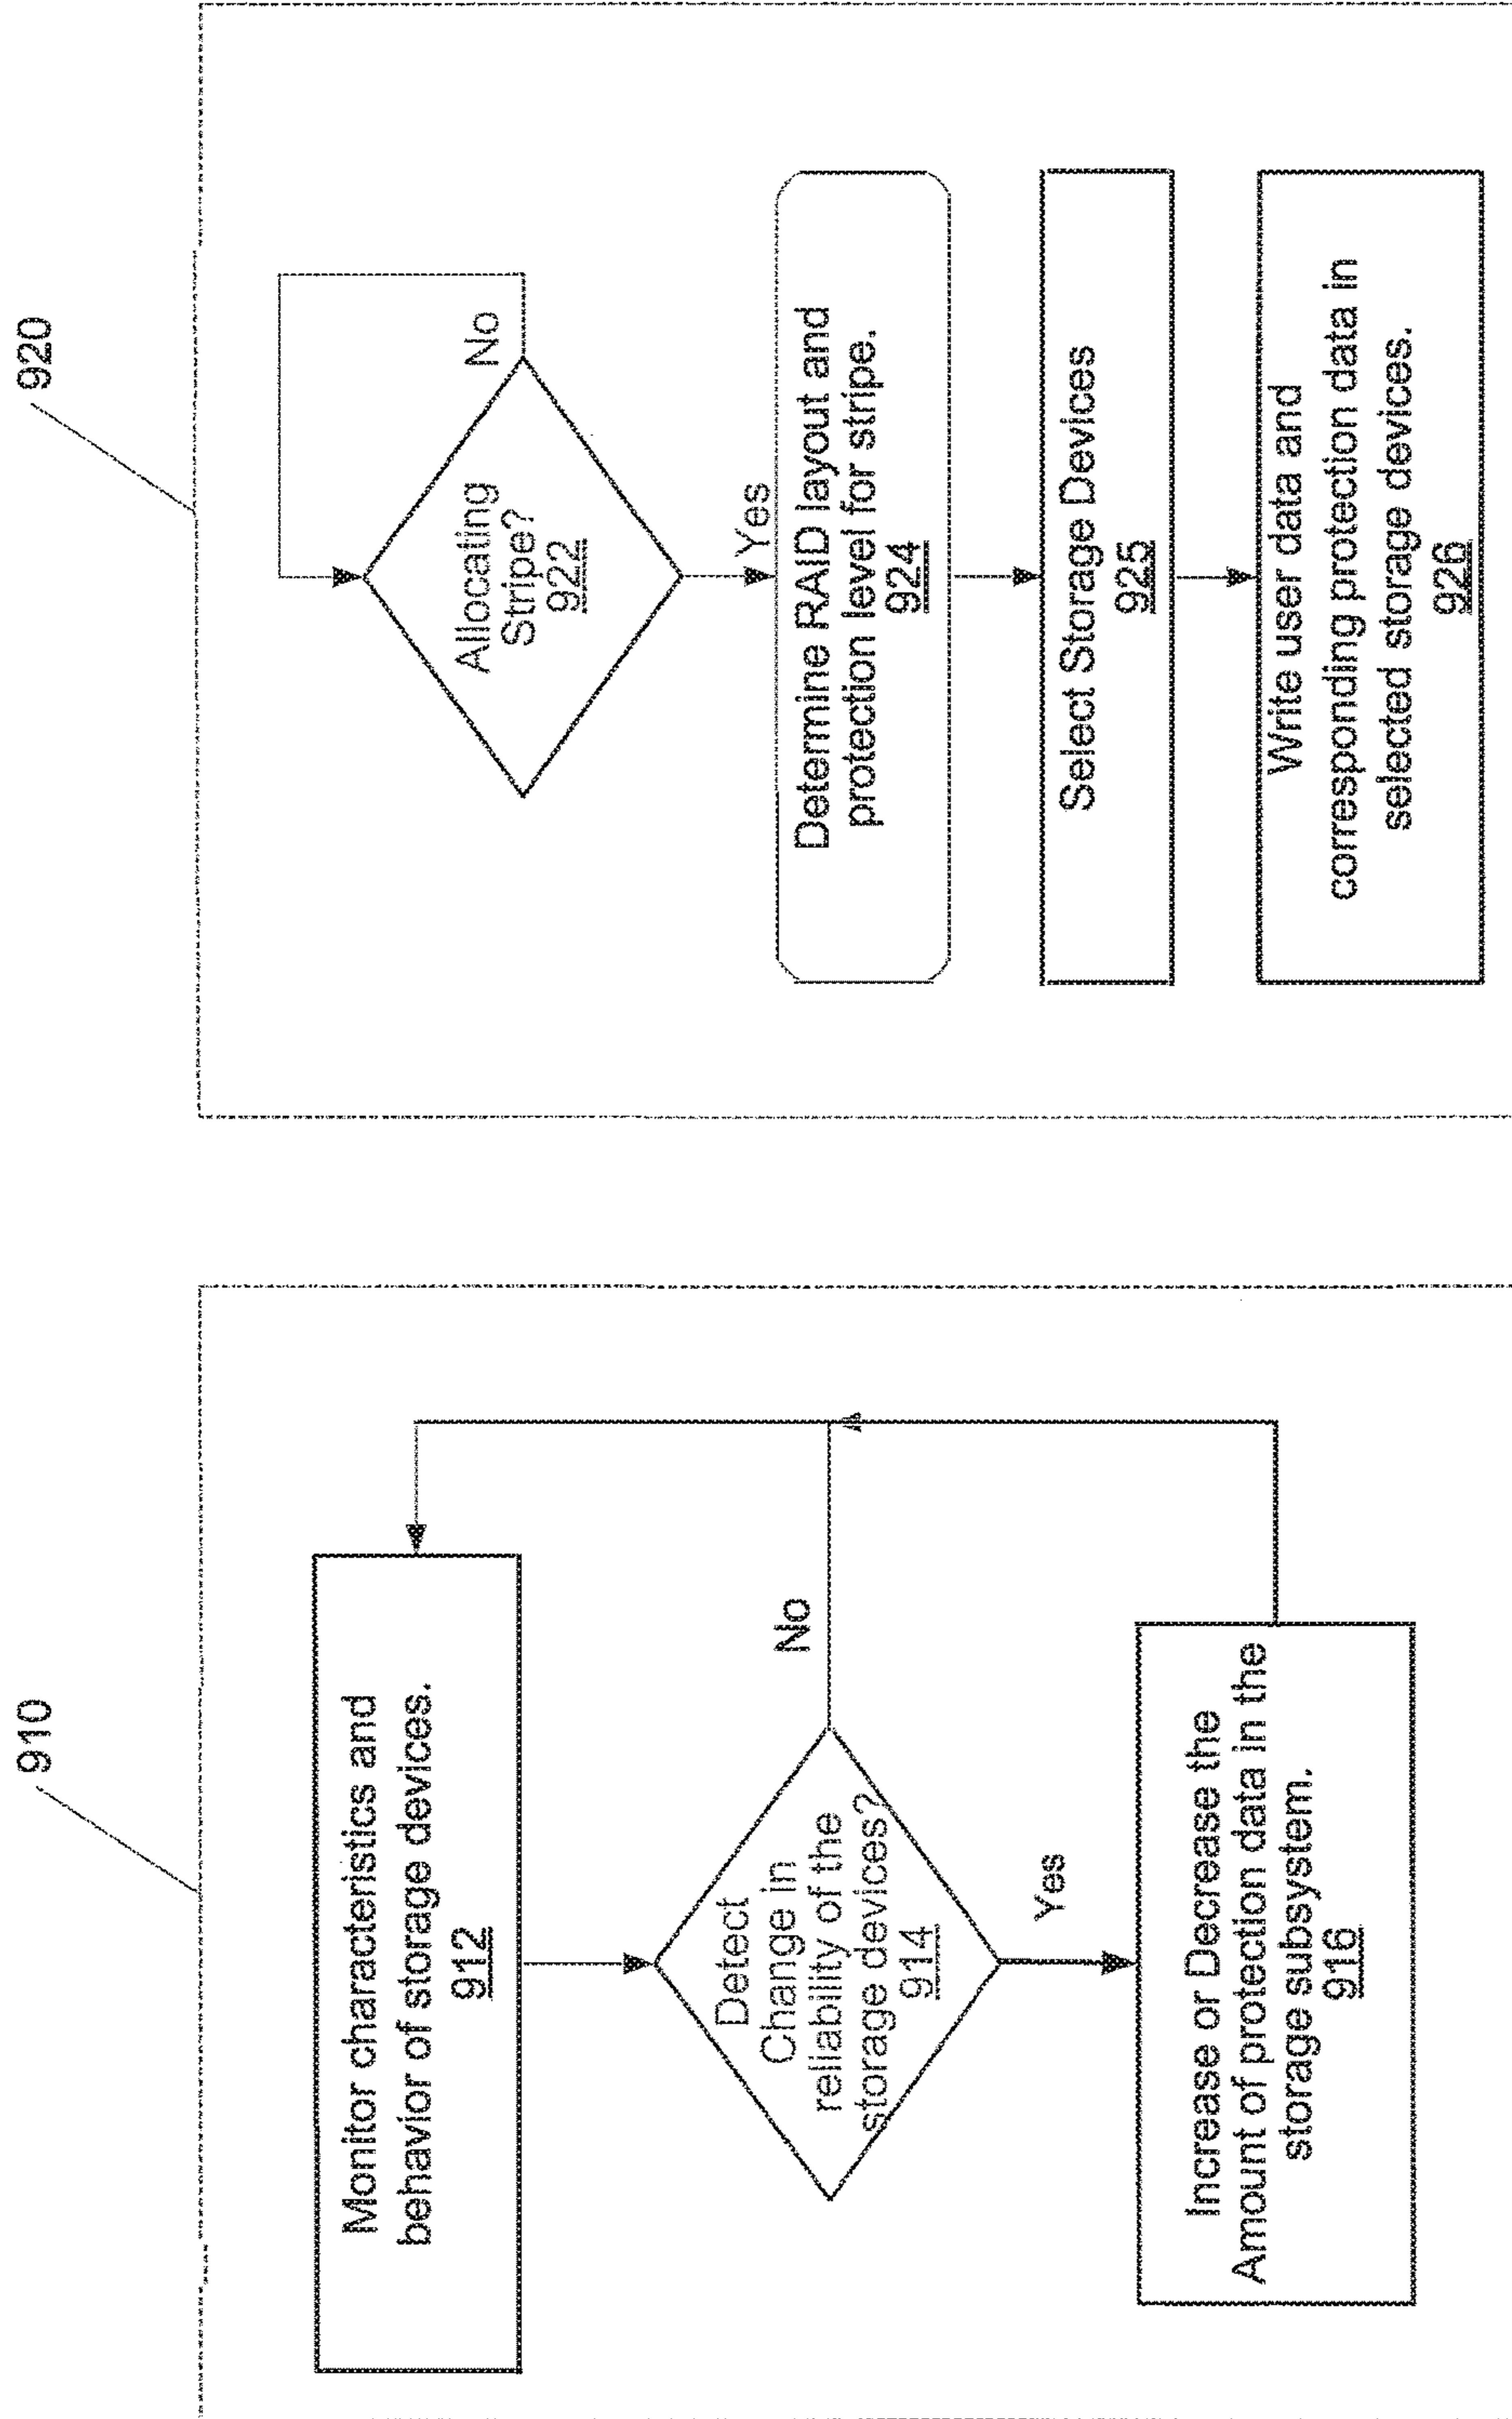 910
Monitor characteristics and
behavior of storage devices.
912
Detect
Change in
reliability of the
storage devices?
914
No
Yes
Increase or Decrease the
Amount of protection data in the
storage subsystem.
916
920
Allocating
Stripe?
922
No
Yes
Determine RAID layout and
protection level for stripe.
924
Select Storage Devices
925
Write user data and
corresponding protection data in
selected storage devices.
926